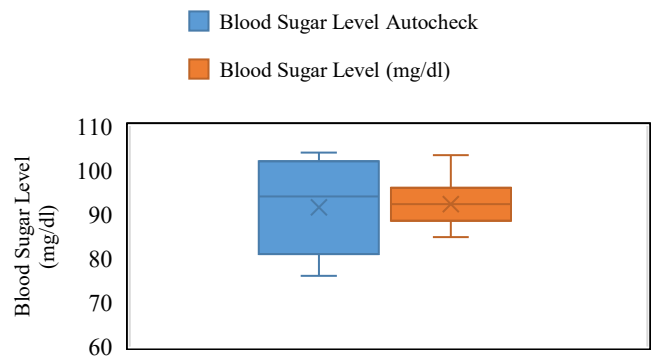 Blood Sugar Level Autocheck
Blood Sugar Level (mg/dl)
110
100
90
80
70
60
Blood Sugar Level
(mg/dl)